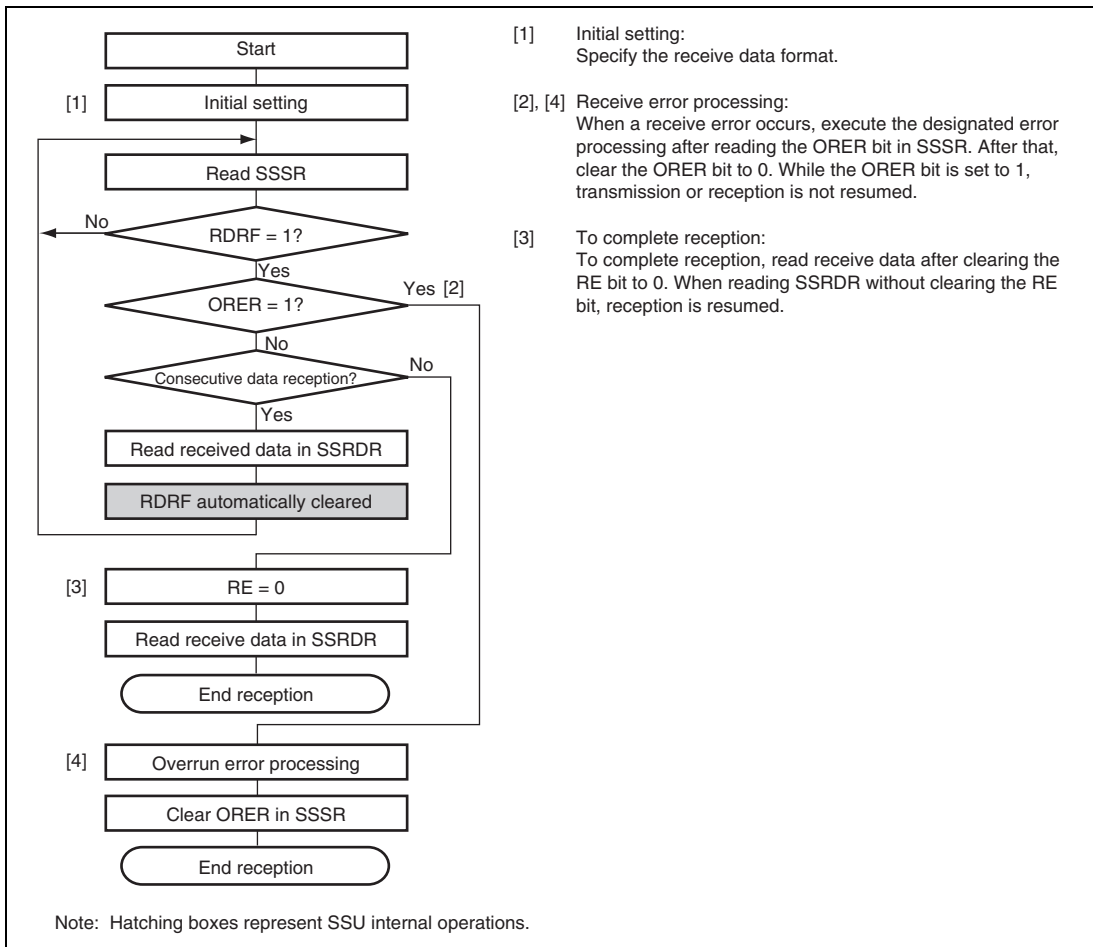 Start
[1] Initial setting
Read SSSR
No
RDRF = 1?
Yes
ORER = 1?
Yes [2]
No
Consecutive data reception?
No
Yes
Read received data in SSRDR
RDRF automatically cleared
[3] RE = 0
Read receive data in SSRDR
End reception
[4] Overrun error processing
Clear ORER in SSSR
End reception
Note: Hatching boxes represent SSU internal operations.
[1] Initial setting:
Specify the receive data format.
[2], [4] Receive error processing:
When a receive error occurs, execute the designated error
processing after reading the ORER bit in SSSR. After that,
clear the ORER bit to 0. While the ORER bit is set to 1,
transmission or reception is not resumed.
[3] To complete reception:
To complete reception, read receive data after clearing the
RE bit to 0. When reading SSRDR without clearing the RE
bit, reception is resumed.